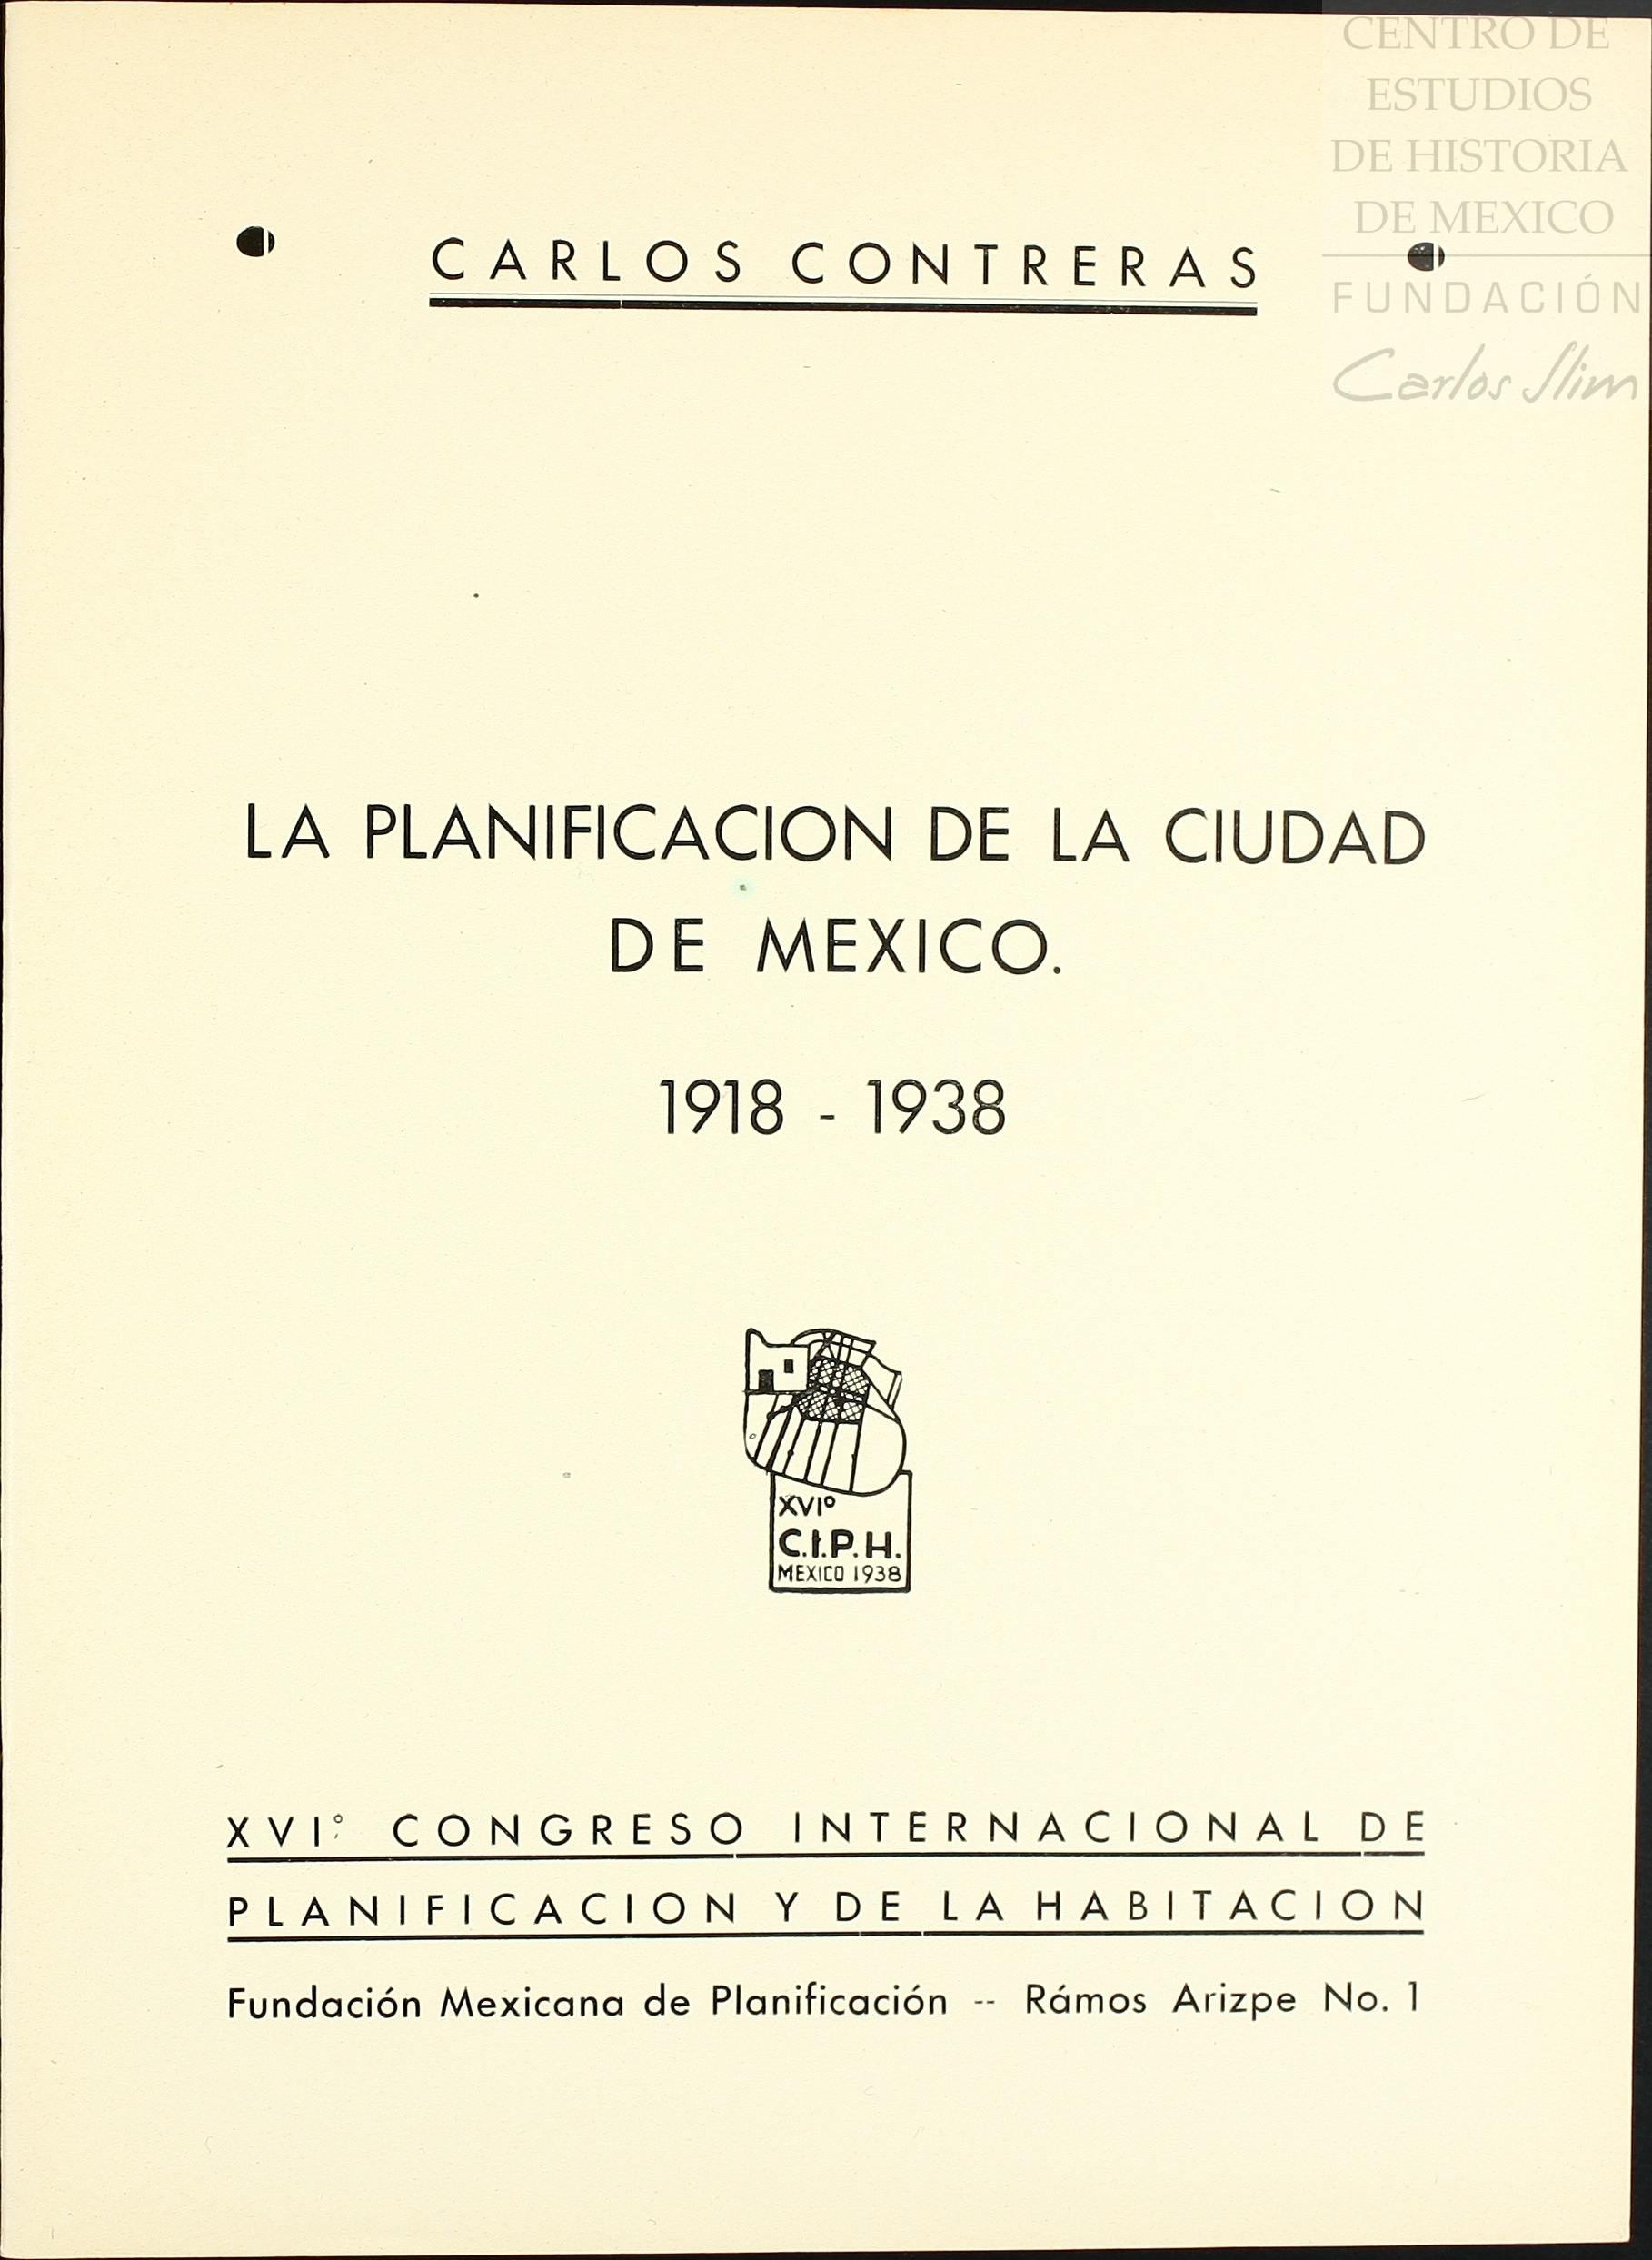 CENTRO DE
ESTUDIOS
DE HISTORIA
DE MEXICO
FUNDACIÓN
Carlos Slim
CARLOS CONTRERAS
LA PLANIFICACION DE LA CIUDAD
DE MEXICO.
1918 - 1938
XVIº
C.I.P.H.
MEXICO 1938
XVIº CONGRESO INTERNACIONAL DE
PLANIFICACION Y DE LA HABITACION
Fundación Mexicana de Planificación -- Rámos Arizpe No. 1